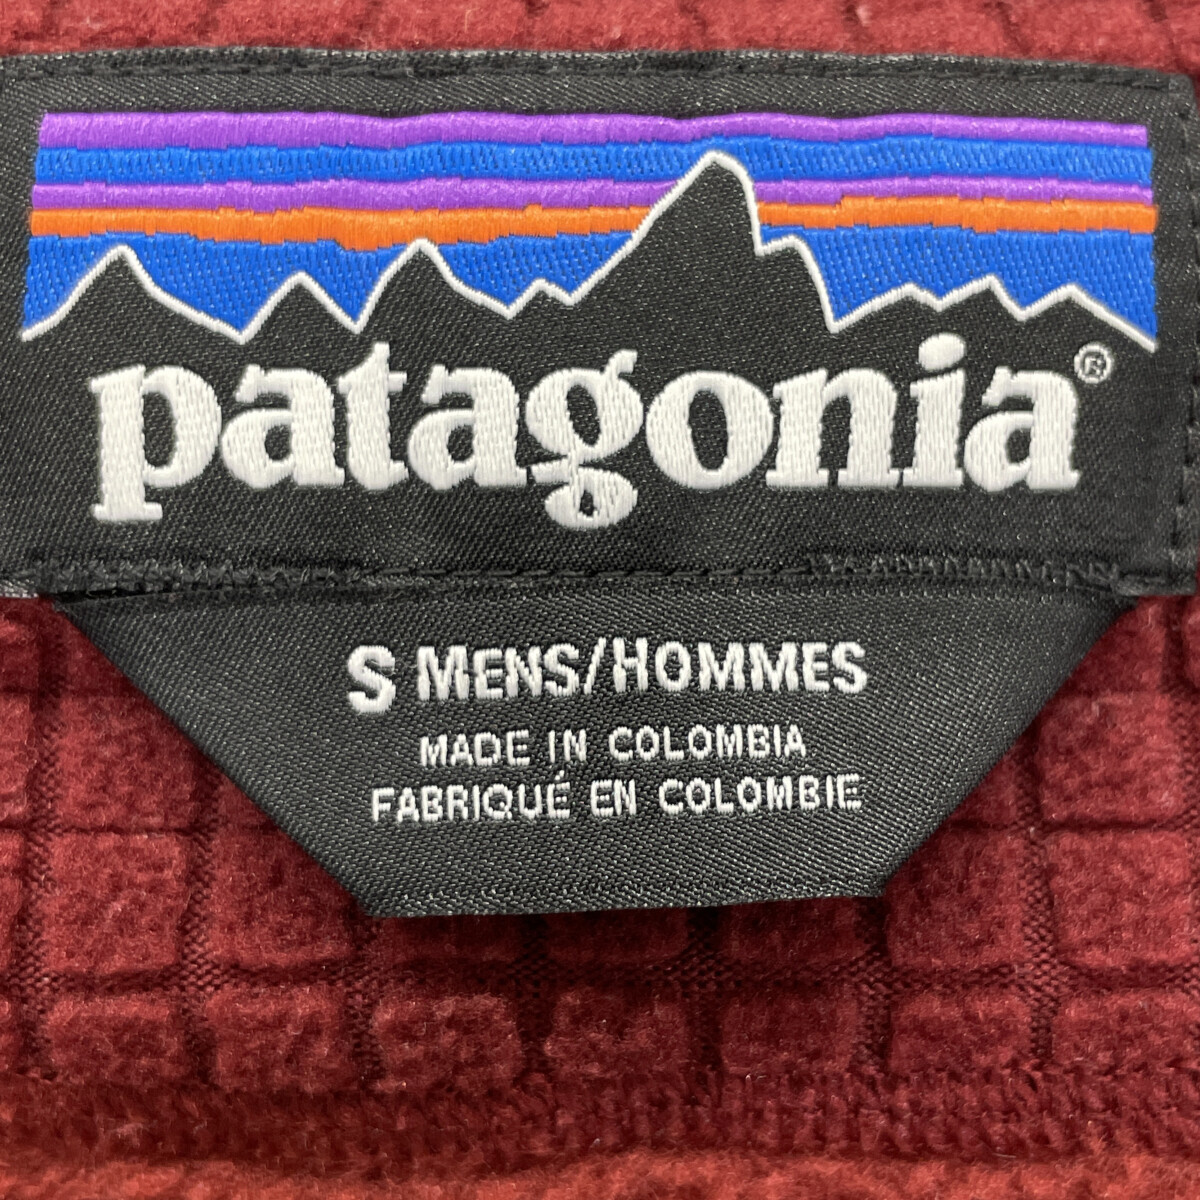 patagonia®
S MENS/HOMMES
MADE IN COLOMBIA
FABRIQUÉ EN COLOMBIE